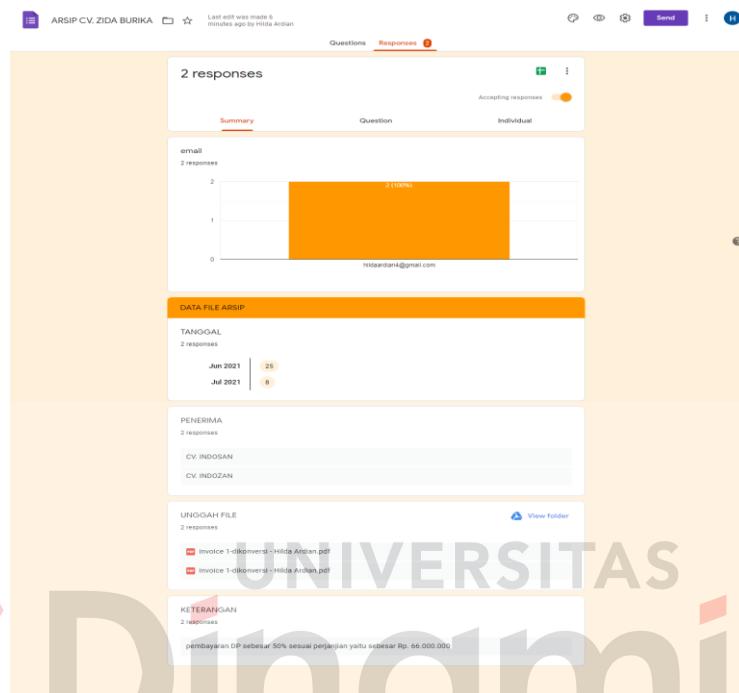 ARSIP CV. ZIDA BURIKA
Last edit was made 6
minutes ago by Hilda Ardian
Send
H
Questions Responses 2
2 responses
Accepting responses
Summary Question Individual
email
2 responses
2
2 (100%)
1
0
hildaardian4@gmail.com
DATA FILE ARSIP
TANGGAL
2 responses
Jun 2021 25
Jul 2021 8
PENERIMA
2 responses
CV. INDOSAN
CV. INDOZAN
UNGGAH FILE View folder
2 responses
PDF Invoice 1-dikonversi - Hilda Ardian.pdf
PDF Invoice 1-dikonversi - Hilda Ardian.pdf
UNIVERSITAS
KETERANGAN
2 responses
pembayaran DP sebesar 50% sesuai perjanjian yaitu sebesar Rp. 66.000.000
Dinami